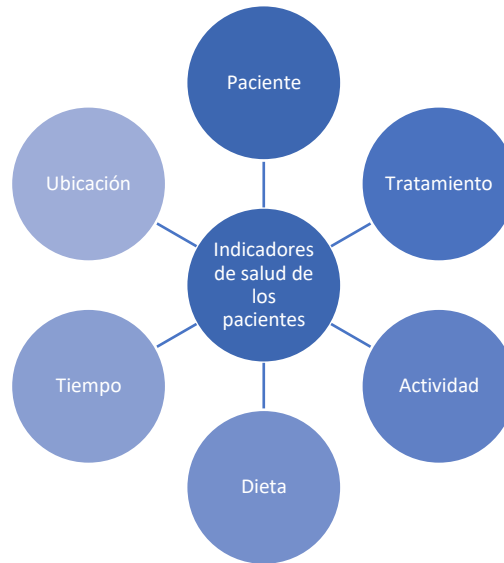 Paciente
Ubicación
Tratamiento
Indicadores
de salud de
los
pacientes
Tiempo
Actividad
Dieta